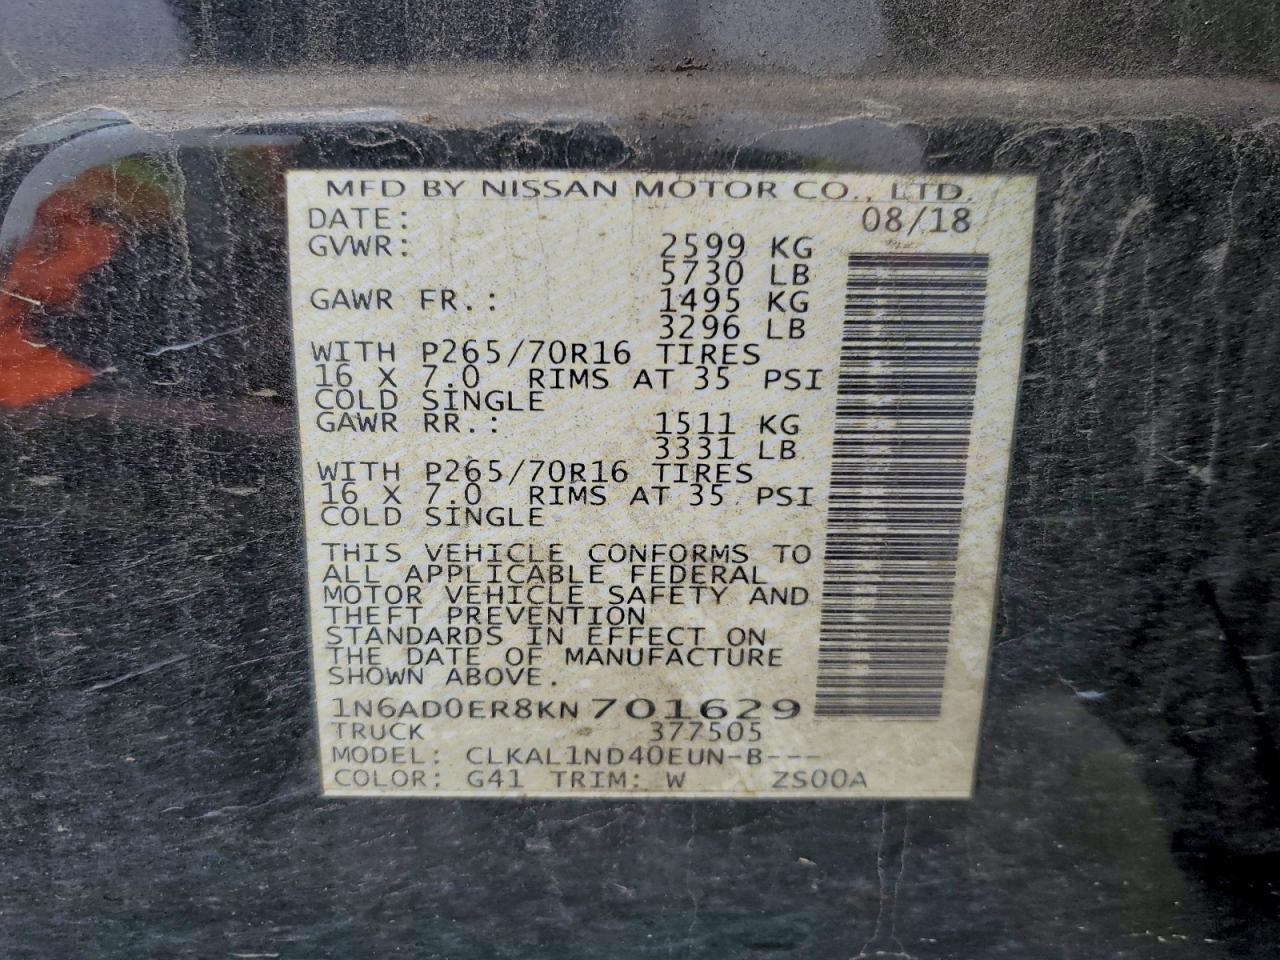 MFD BY NISSAN MOTOR CO., LTD.
DATE: 08/18
GVWR: 2599 KG
5730 LB
GAWR FR.: 1495 KG
3296 LB
WITH P265/70R16 TIRES
16 X 7.0 RIMS AT 35 PSI
COLD SINGLE
GAWR RR.: 1511 KG
3331 LB
WITH P265/70R16 TIRES
16 X 7.0 RIMS AT 35 PSI
COLD SINGLE
THIS VEHICLE CONFORMS TO
ALL APPLICABLE FEDERAL
MOTOR VEHICLE SAFETY AND
THEFT PREVENTION
STANDARDS IN EFFECT ON
THE DATE OF MANUFACTURE
SHOWN ABOVE.
1N6AD0ER8KN701629
TRUCK 377505
MODEL: CLKAL1ND40EUN-B---
COLOR: G41 TRIM: W ZS00A